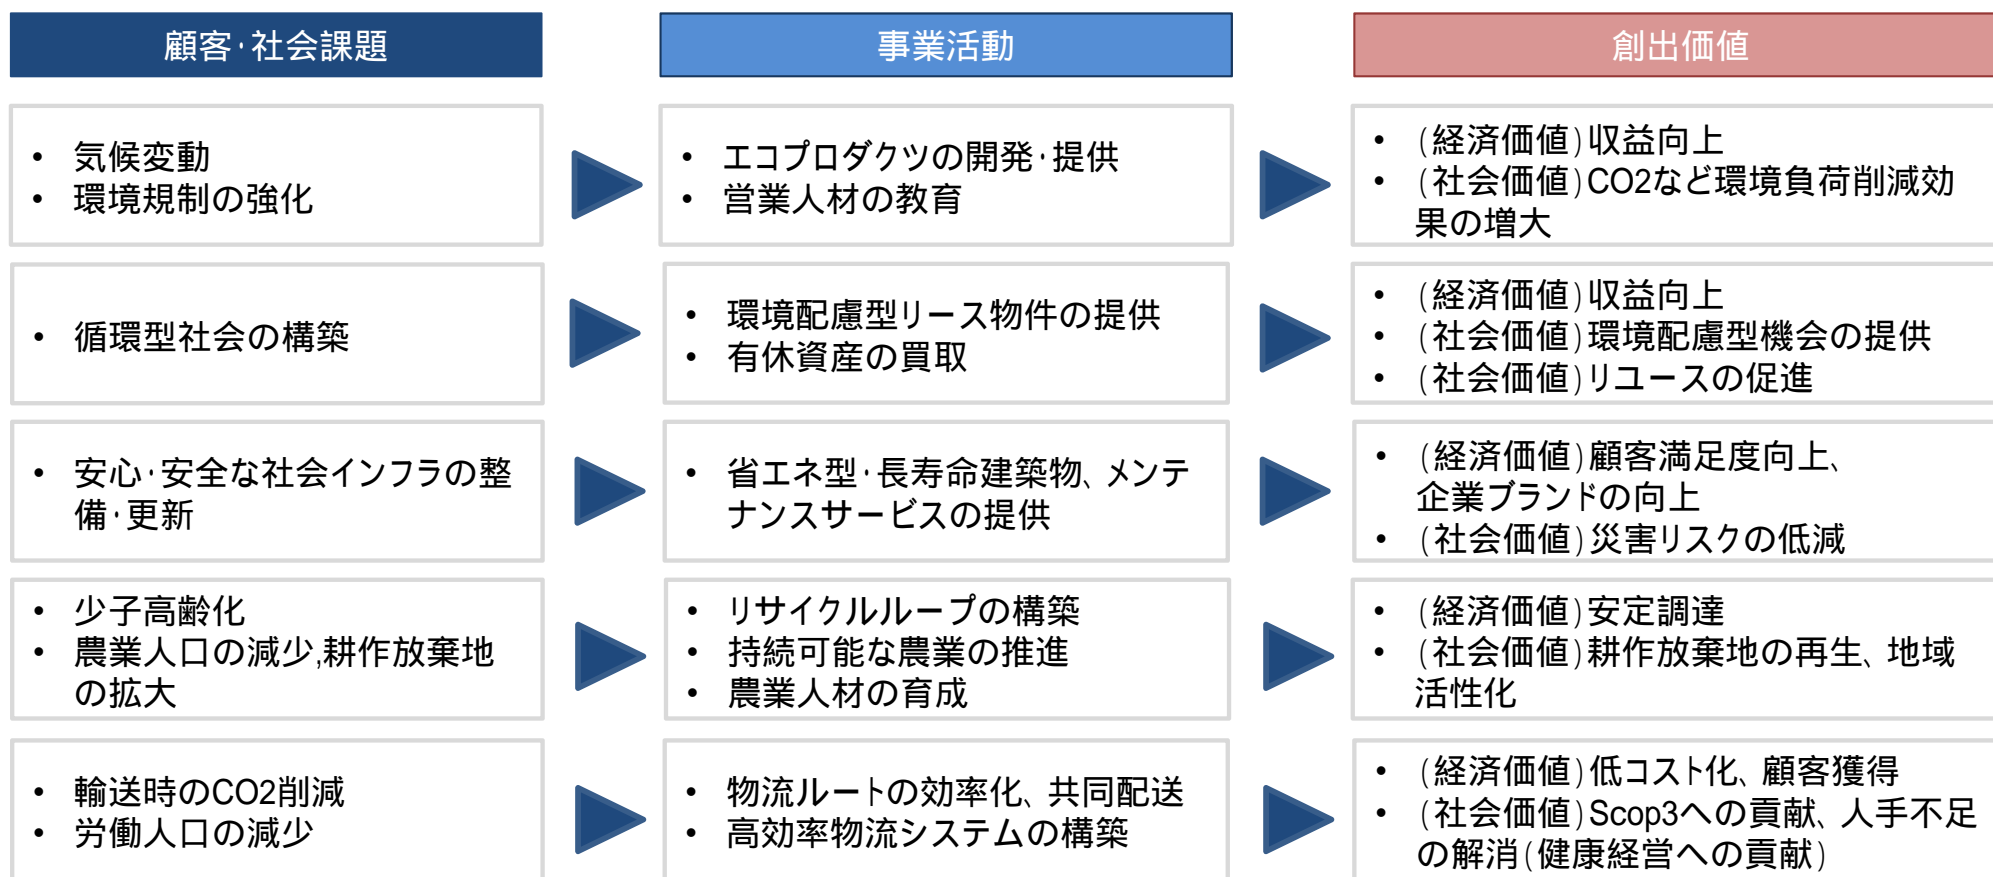 顧客・社会課題
事業活動
創出価値
• 気候変動
• 環境規制の強化
• エコプロダクツの開発・提供
• 営業人材の教育
• (経済価値)収益向上
• (社会価値)CO2など環境負荷削減効
果の増大
• 循環型社会の構築
• 環境配慮型リース物件の提供
• 有休資産の買取
• (経済価値)収益向上
• (社会価値)環境配慮型機会の提供
• (社会価値)リユースの促進
• 安心・安全な社会インフラの整
備・更新
• 省エネ型・長寿命建築物、メンテ
ナンスサービスの提供
• (経済価値)顧客満足度向上、
企業ブランドの向上
• (社会価値)災害リスクの低減
• 少子高齢化
• 農業人口の減少,耕作放棄地
の拡大
• リサイクルループの構築
• 持続可能な農業の推進
• 農業人材の育成
• (経済価値)安定調達
• (社会価値)耕作放棄地の再生、地域
活性化
• 輸送時のCO2削減
• 労働人口の減少
• 物流ルートの効率化、共同配送
• 高効率物流システムの構築
• (経済価値)低コスト化、顧客獲得
• (社会価値)Scop3への貢献、人手不足
の解消(健康経営への貢献)